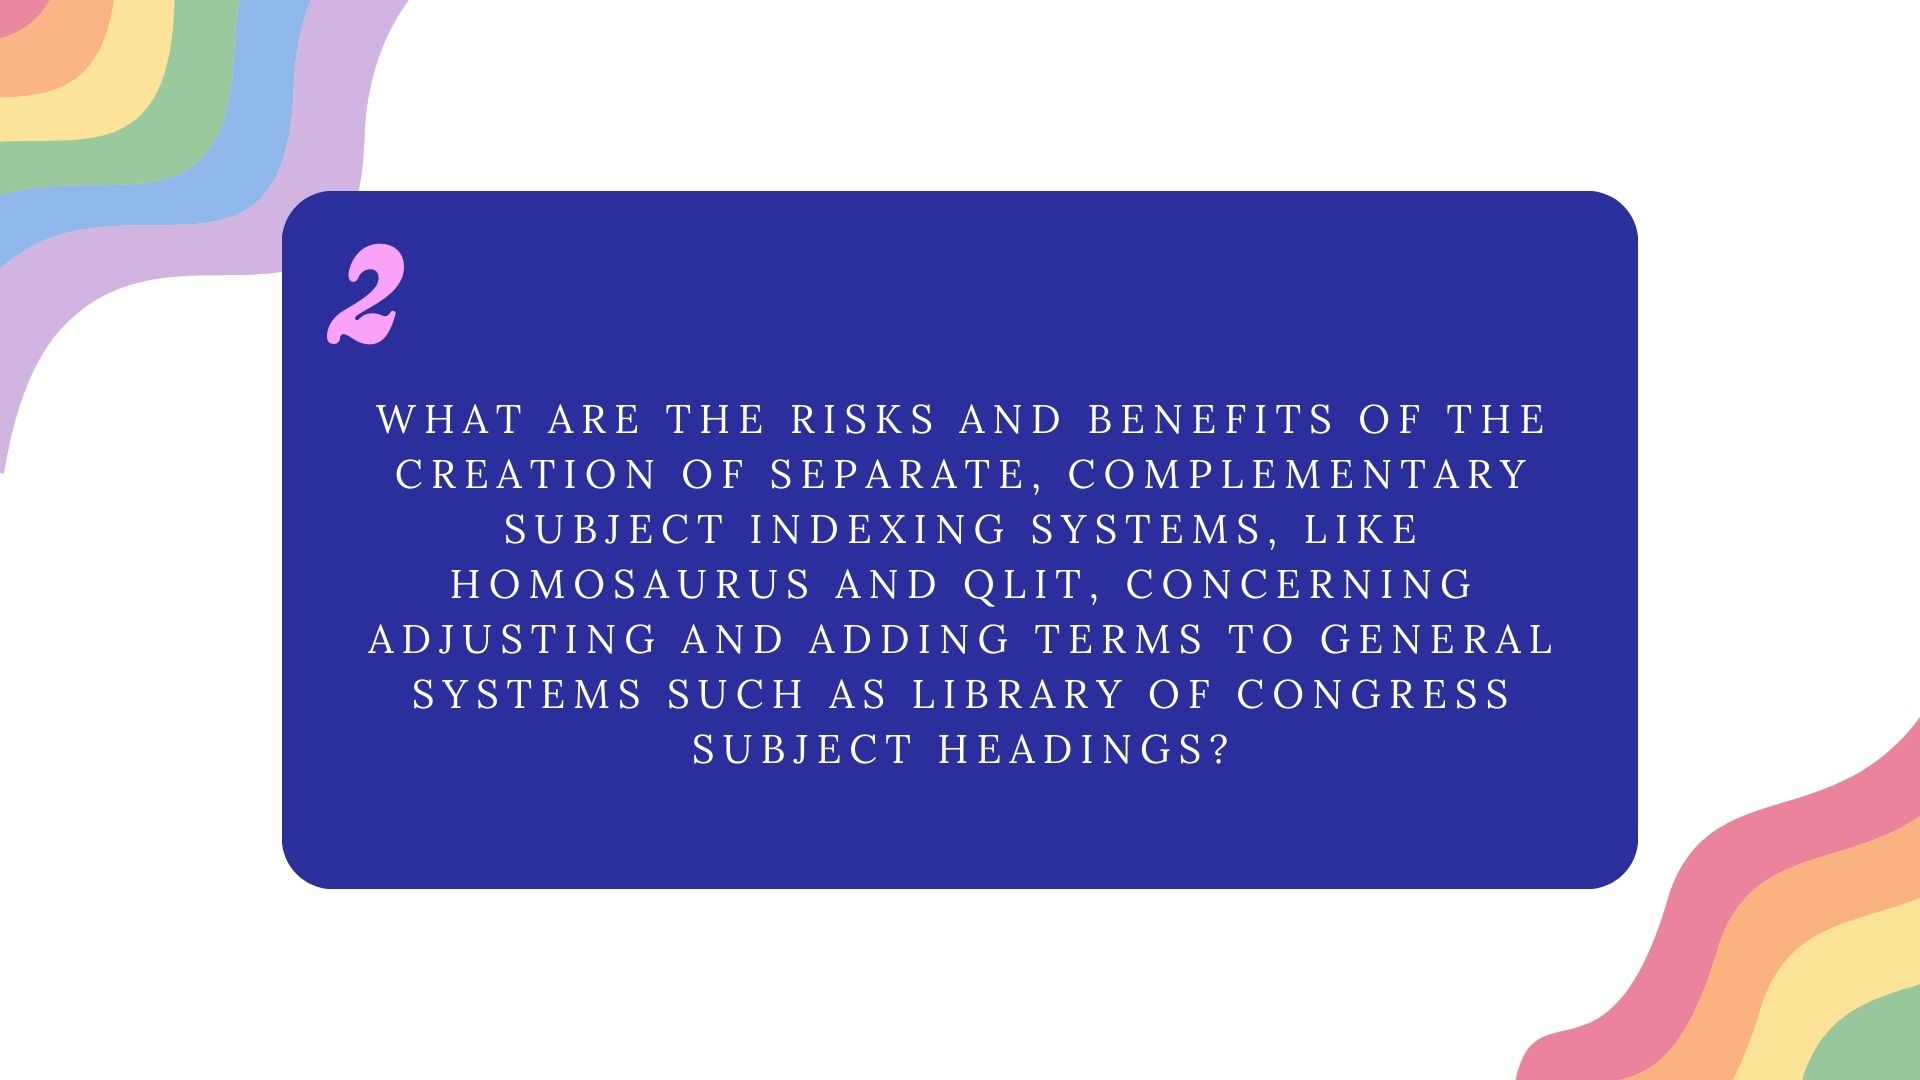 2
WHAT ARE THE RISKS AND BENEFITS OF THE
CREATION OF SEPARATE, COMPLEMENTARY
SUBJECT INDEXING SYSTEMS, LIKE
HOMOSAURUS AND QLIT, CONCERNING
ADJUSTING AND ADDING TERMS TO GENERAL
SYSTEMS SUCH AS LIBRARY OF CONGRESS
SUBJECT HEADINGS?